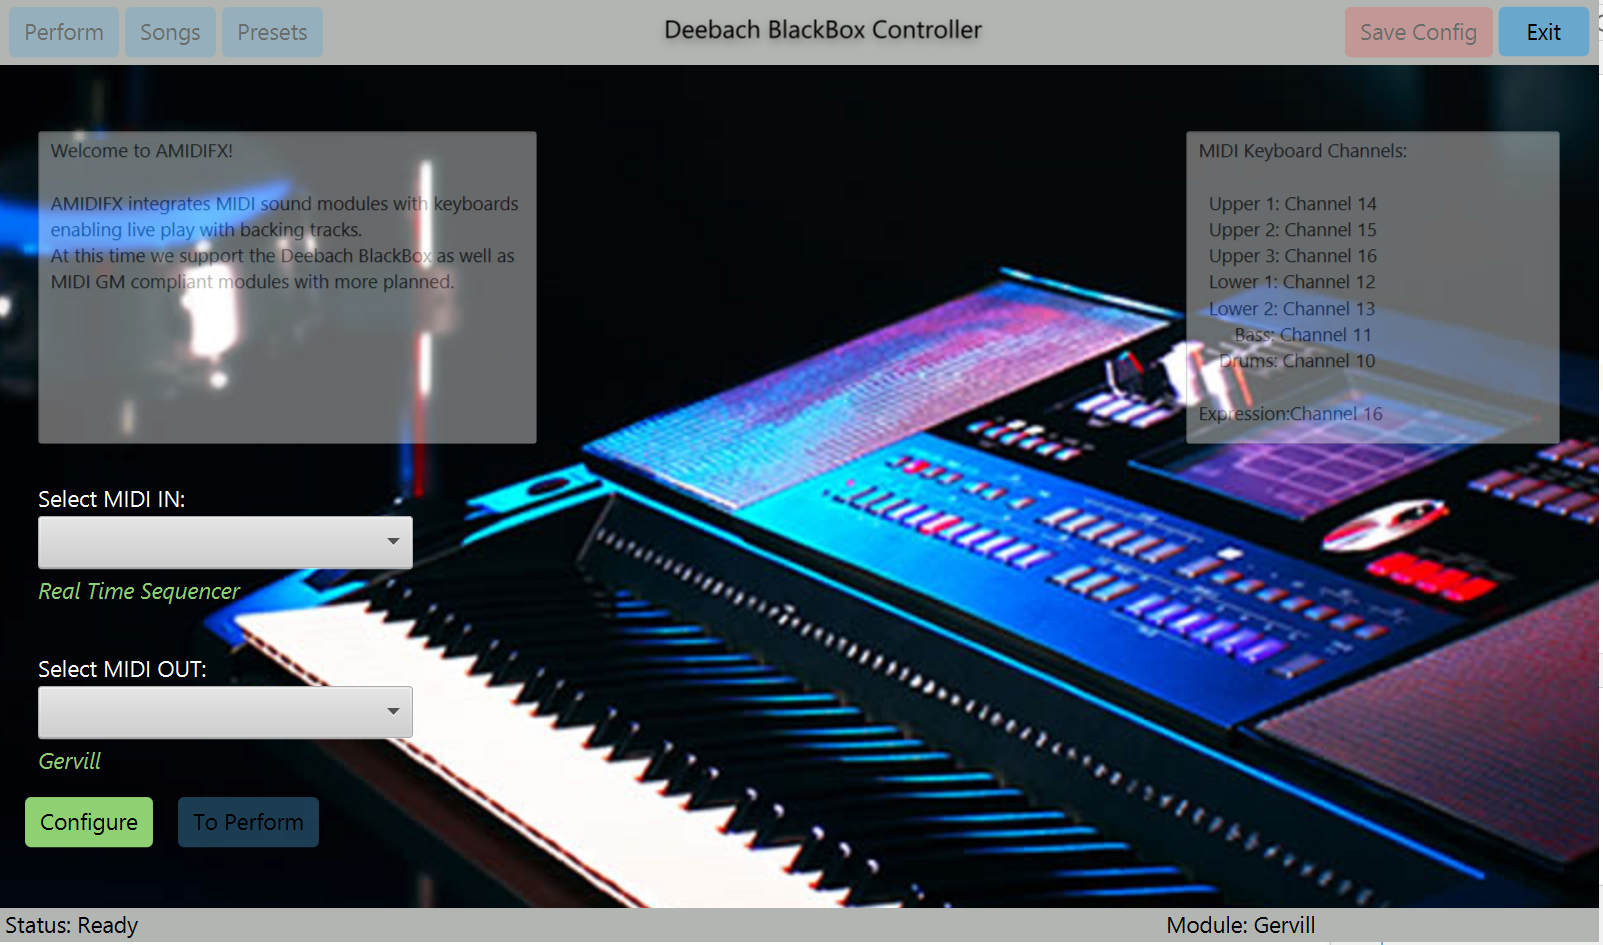 Perform Songs Presets Deebach BlackBox Controller Save Config Exit
Welcome to AMIDIFX!
AMIDIFX integrates MIDI sound modules with keyboards
enabling live play with backing tracks.
At this time we support the Deebach BlackBox as well as
MIDI GM compliant modules with more planned.
MIDI Keyboard Channels:
Upper 1: Channel 14
Upper 2: Channel 15
Upper 3: Channel 16
Lower 1: Channel 12
Lower 2: Channel 13
Bass: Channel 11
Drums: Channel 10
Expression:Channel 16
Select MIDI IN:
Real Time Sequencer
Select MIDI OUT:
Gervill
Configure To Perform
Status: Ready Module: Gervill